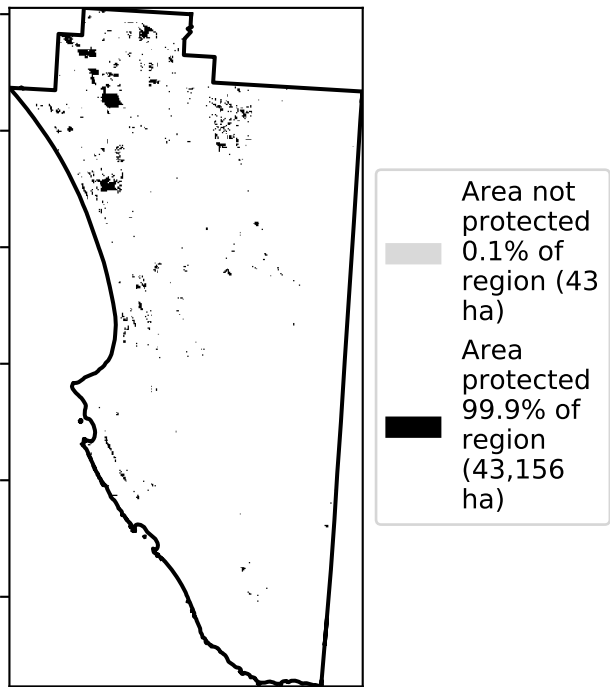 Area not
protected
0.1% of
region (43
ha)
Area
protected
99.9% of
region
(43,156
ha)